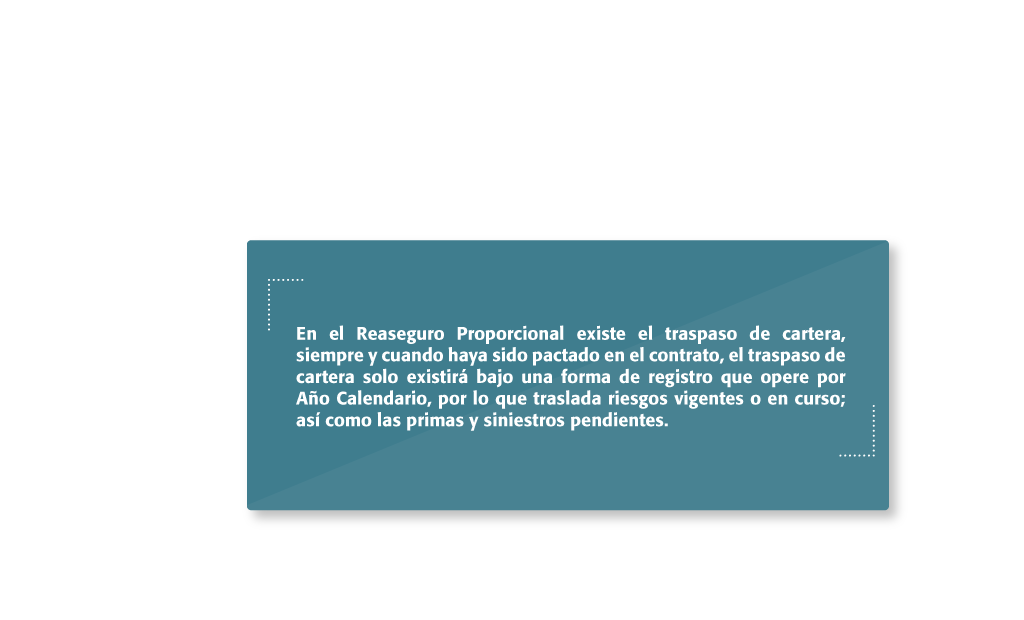 En el Reaseguro Proporcional existe el traspaso de cartera,
siempre y cuando haya sido pactado en el contrato, el traspaso de
cartera solo existirá bajo una forma de registro que opere por
Año Calendario, por lo que traslada riesgos vigentes o en curso;
así como las primas y siniestros pendientes.